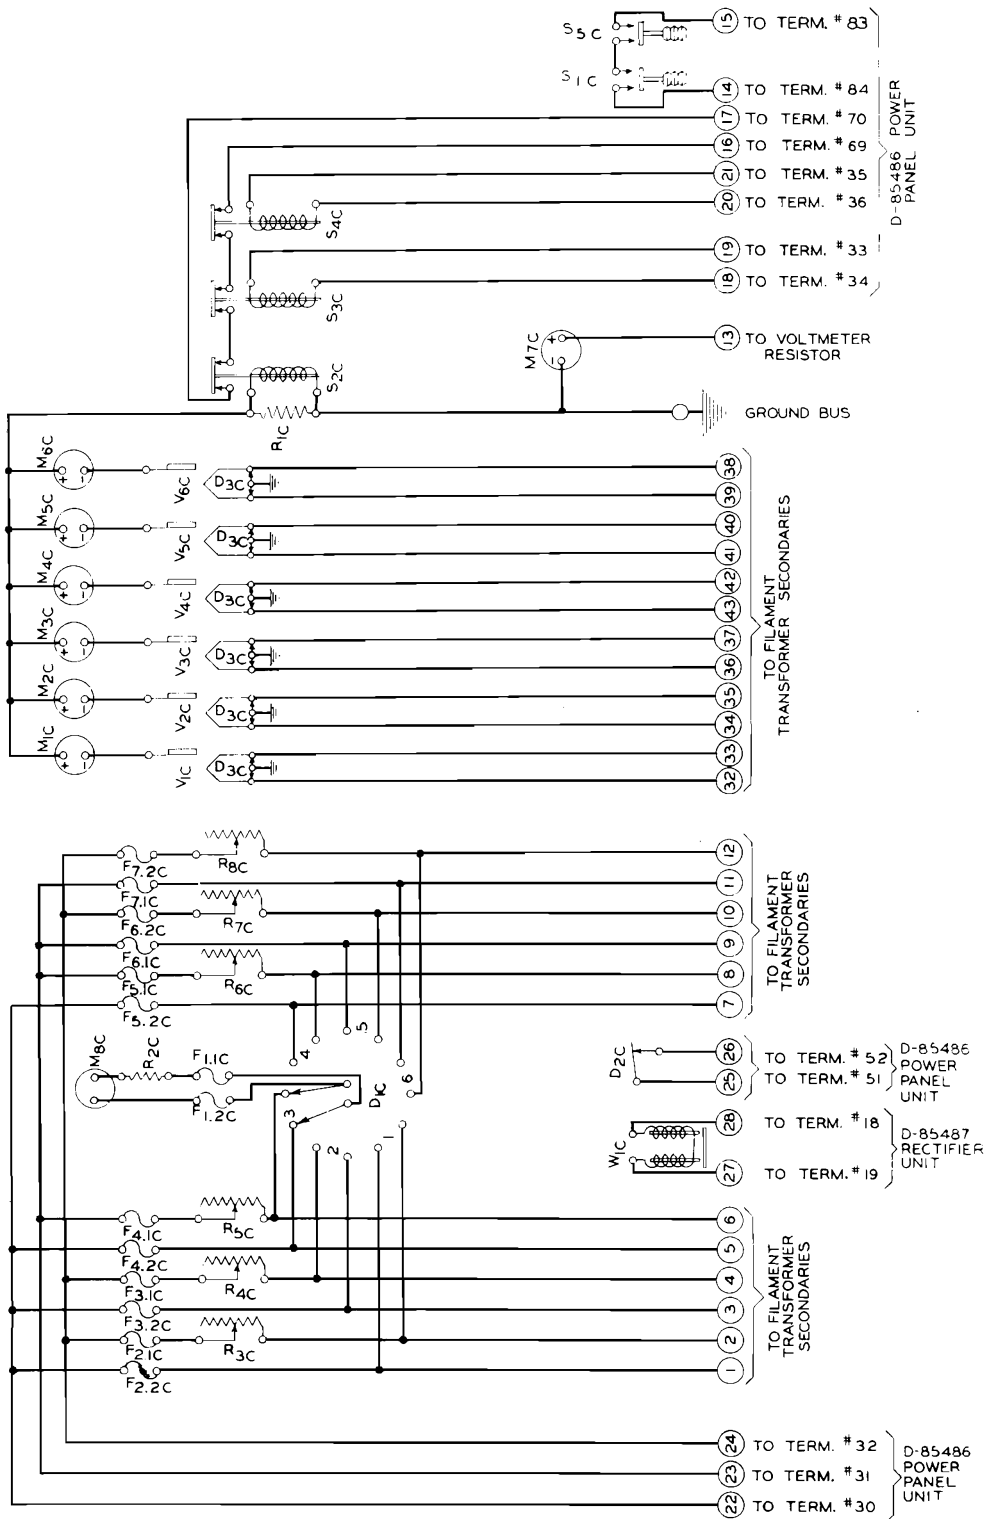 S5C
15 TO TERM. #83
S1C
14 TO TERM. #84
17 TO TERM. #70
16 TO TERM. #69
21 TO TERM. #35
20 TO TERM. #36
S4C
19 TO TERM. #33
18 TO TERM. #34
S3C
D-85486 POWER
PANEL UNIT
M7C
+
-
13 TO VOLTMETER
RESISTOR
S2C
R1C
GROUND BUS
M6C
+
-
V6C
D3C
38
39
M5C
+
-
V5C
D3C
40
41
M4C
+
-
V4C
D3C
42
43
M3C
+
-
V3C
D3C
37
36
M2C
+
-
V2C
D3C
35
34
M1C
+
-
V1C
D3C
33
32
TO FILAMENT
TRANSFORMER SECONDARIES
F7.2C
R8C
12
F7.1C
11
F6.2C
R7C
10
F6.1C
9
F5.1C
R6C
8
F5.2C
7
TO FILAMENT
TRANSFORMER
SECONDARIES
M8C
R2C
F1.1C
F1.2C
D1C
1
2
3
4
5
6
D2C
26 TO TERM. #52
25 TO TERM. #51
D-85486
POWER
PANEL
UNIT
W1C
28 TO TERM. #18
27 TO TERM. #19
D-85487
RECTIFIER
UNIT
F4.1C
R5C
6
F4.2C
5
F3.1C
R4C
4
F3.2C
3
F2.1C
R3C
2
F2.2C
1
TO FILAMENT
TRANSFORMER
SECONDARIES
24 TO TERM. #32
23 TO TERM. #31
22 TO TERM. #30
D-85486
POWER
PANEL
UNIT